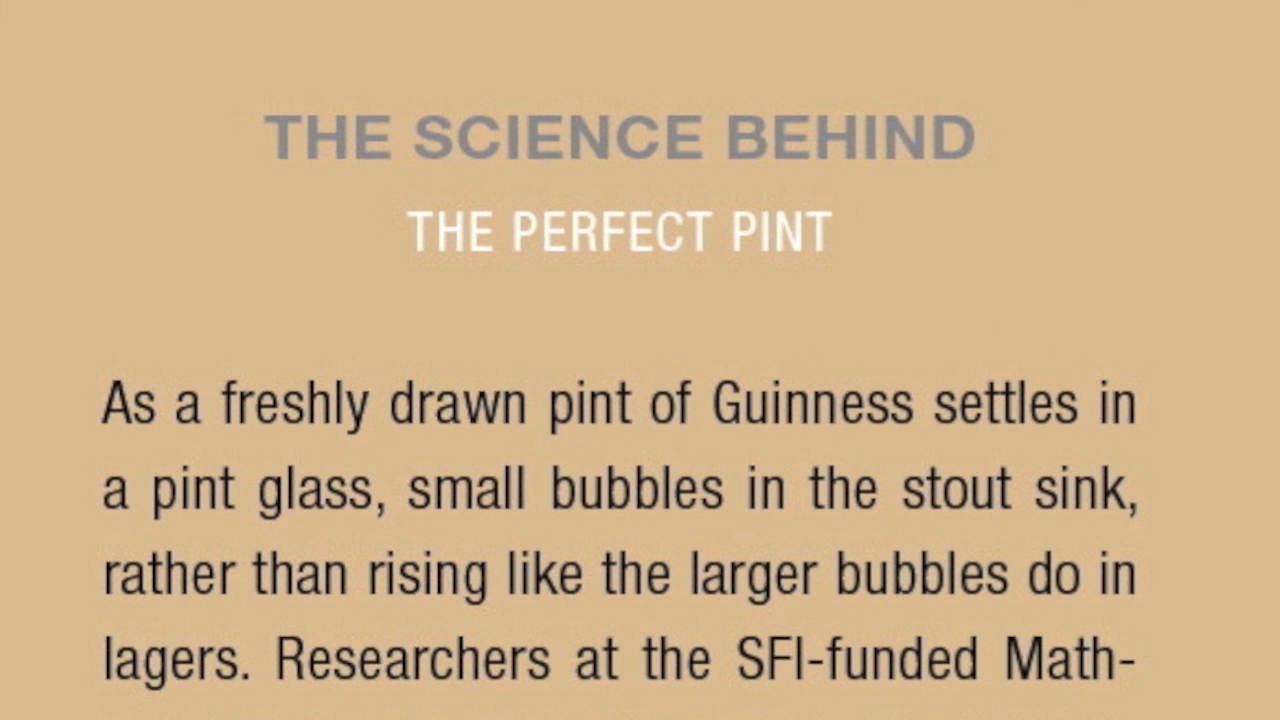 THE SCIENCE BEHIND
THE PERFECT PINT
As a freshly drawn pint of Guinness settles in
a pint glass, small bubbles in the stout sink,
rather than rising like the larger bubbles do in
lagers. Researchers at the SFI-funded Math-